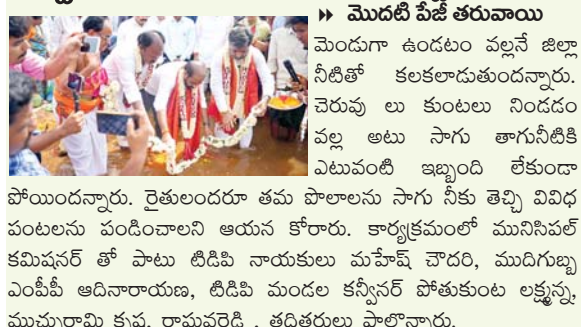 ▸▸ మొదటి పేజీ తరువాయి
మెండుగా ఉండటం వల్లనే జిల్లా
నీటితో కలకలాడుతుందన్నారు.
చెరువు లు కుంటలు నిండడం
వల్ల అటు సాగు తాగునీటికి
ఎటువంటి ఇబ్బంది లేకుండా
పోయిందన్నారు. రైతులందరూ తమ పొలాలను సాగు నీకు తెచ్చి వివిధ
పంటలను పండించాలని ఆయన కోరారు. కార్యక్రమంలో మునిసిపల్
కమిషనర్ తో పాటు టిడిపి నాయకులు మహేష్ చౌదరి, ముదిగుబ్బ
ఎంపీపీ ఆదినారాయణ, టిడిపి మండల కన్వీనర్ పోతుకుంట లక్ష్మన్న,
ముచ్చురామి కృష్ణ, రాఘవరెడ్డి , తదితరులు పాల్గొన్నారు.